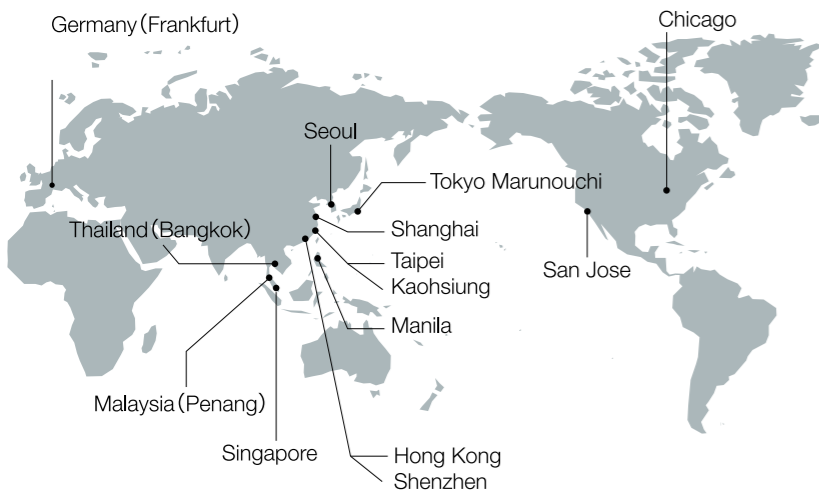 Germany (Frankfurt)
Chicago
Seoul
Tokyo Marunouchi
Thailand (Bangkok)
Shanghai
Taipei
Kaohsiung
San Jose
Manila
Malaysia (Penang)
Singapore
Hong Kong
Shenzhen